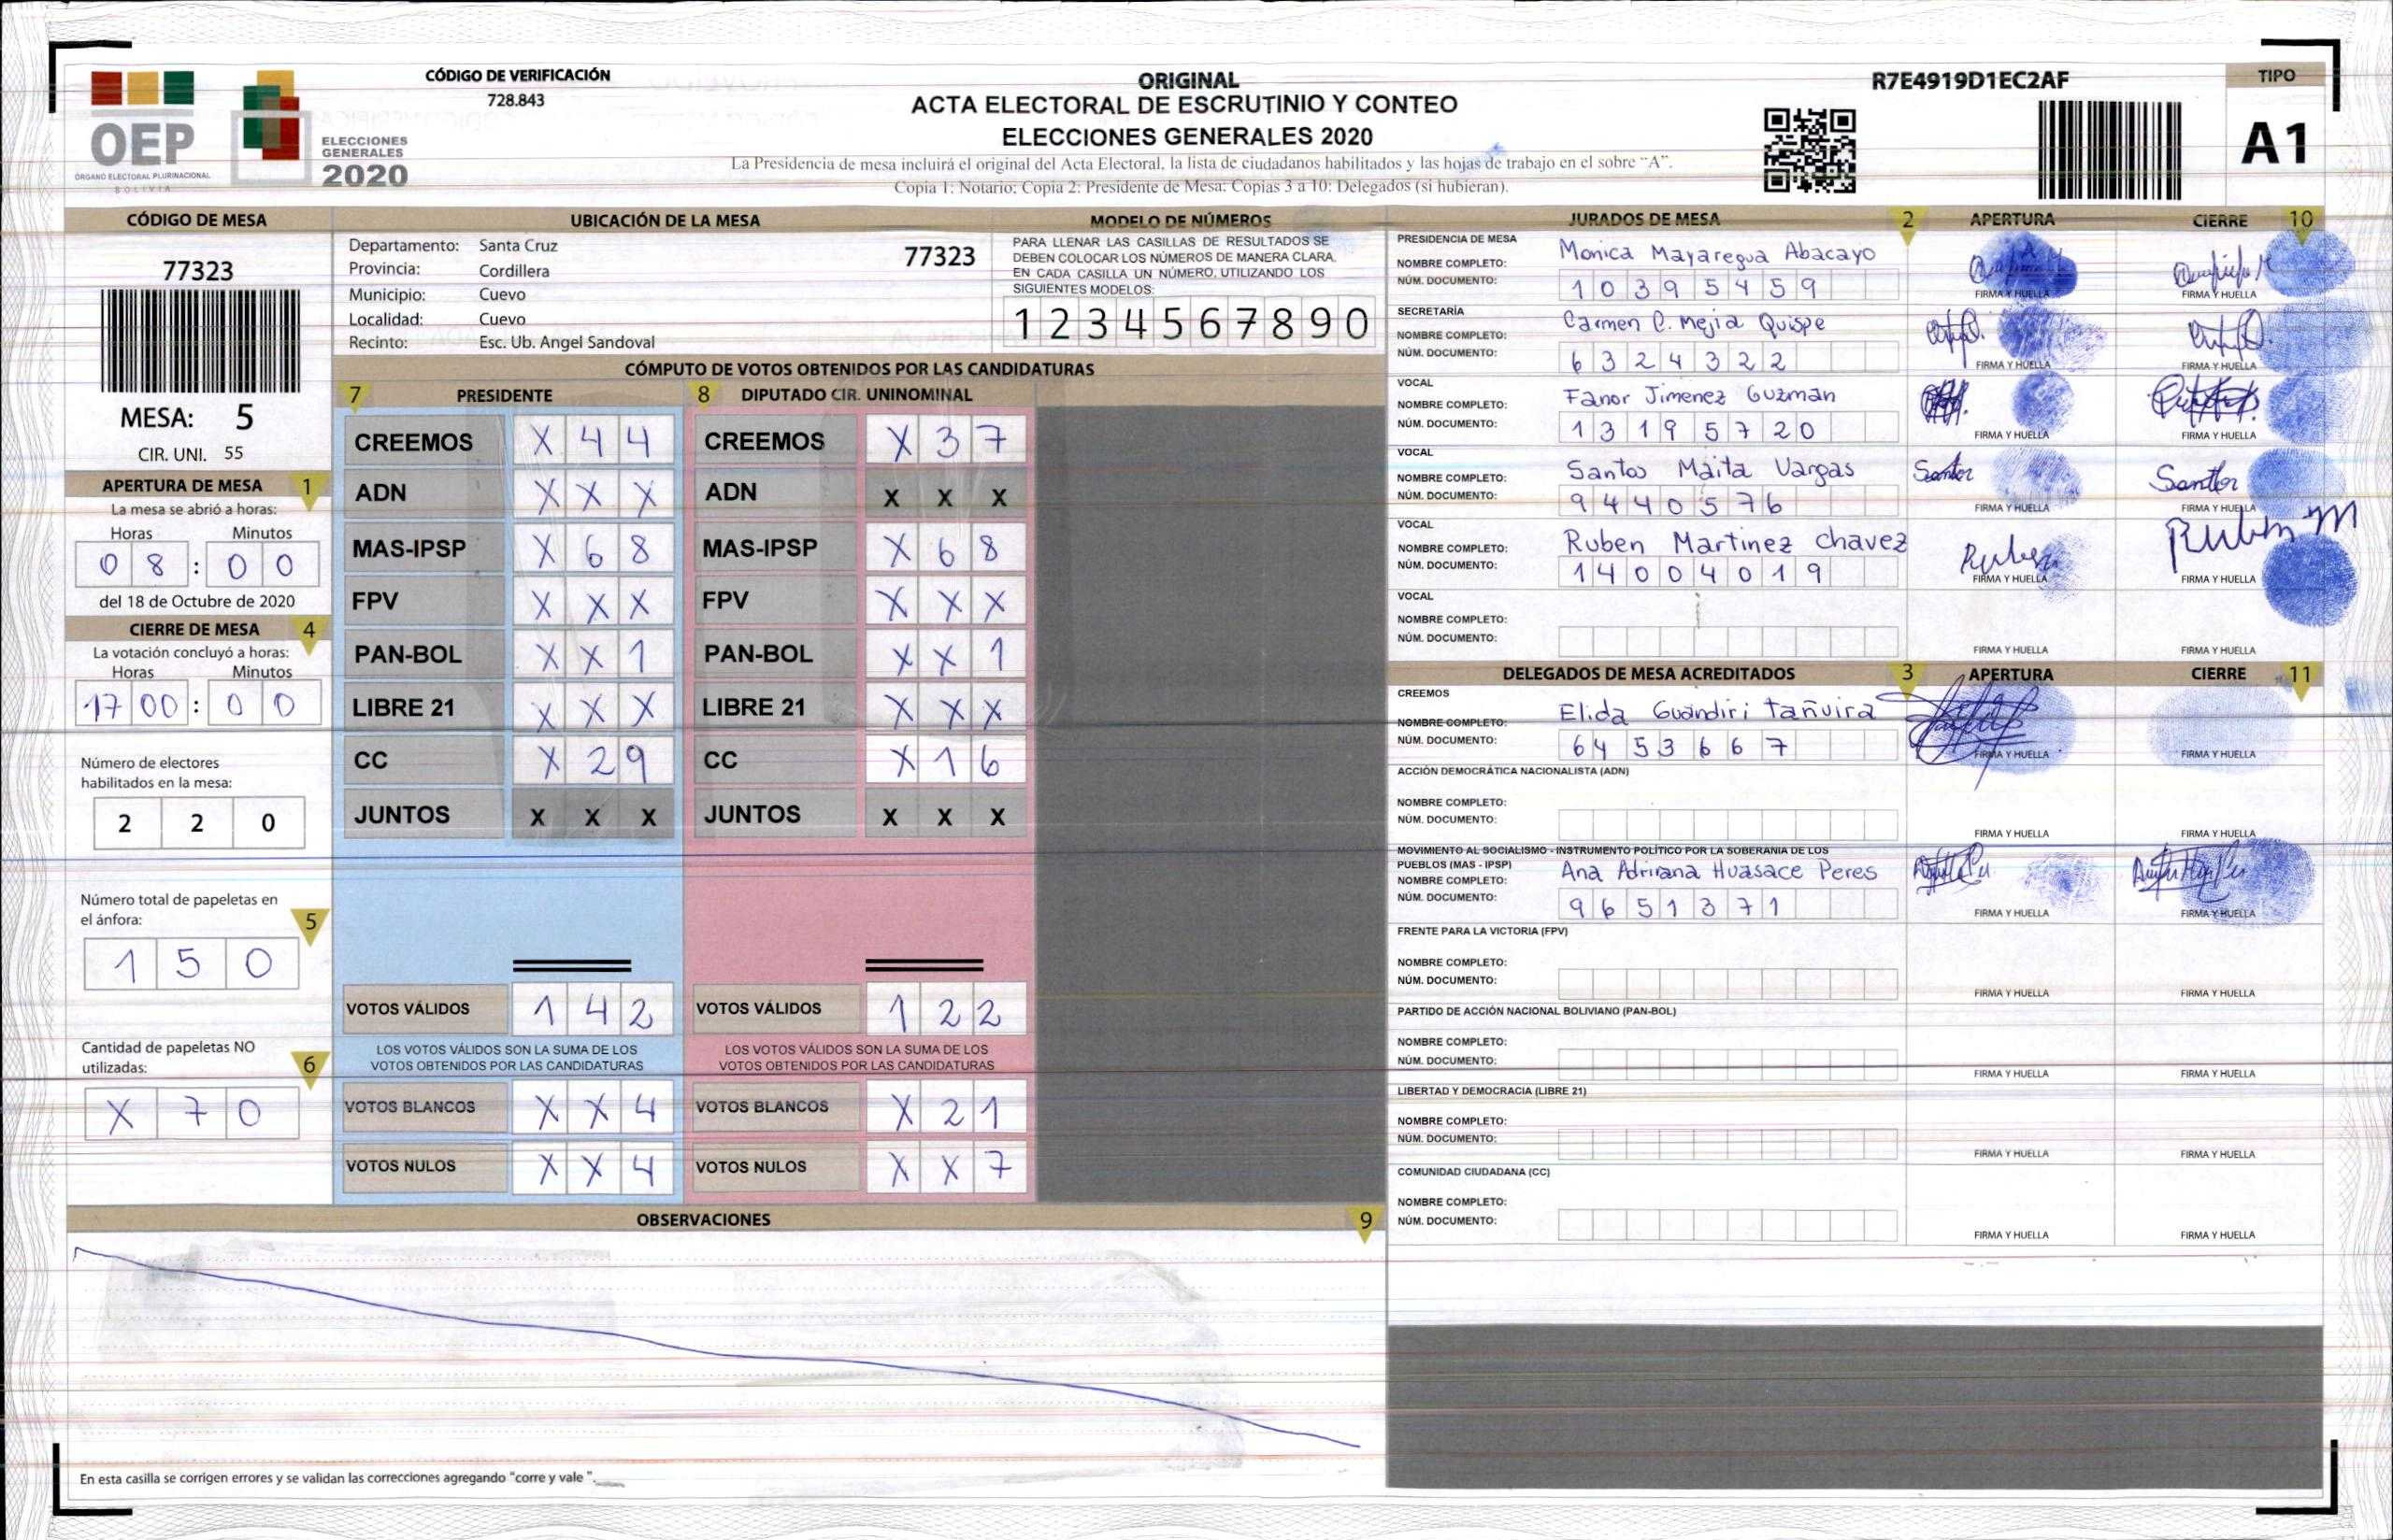 CÓDIGO DE VERIFICACIÓN
728.843
ORIGINAL
ACTA ELECTORAL DE ESCRUTINIO Y CONTEO
ELECCIONES GENERALES 2020
La Presidencia de mesa incluirá el original del Acta Electoral, la lista de ciudadanos habilitados y las hojas de trabajo en el sobre "A".
Copia 1: Notario; Copia 2: Presidente de Mesa; Copias 3 a 10: Delegados (si hubieran).
R7E4919D1EC2AF
TIPO
A1
OEP
ÓRGANO ELECTORAL PLURINACIONAL
BOLIVIA
ELECCIONES
GENERALES
2020
CÓDIGO DE MESA
77323
MESA: 5
CIR. UNI. 55
APERTURA DE MESA 1
La mesa se abrió a horas:
Horas Minutos
0 8 : 0 0
del 18 de Octubre de 2020
CIERRE DE MESA 4
La votación concluyó a horas:
Horas Minutos
17 00 : 0 0
Número de electores
habilitados en la mesa:
2 2 0
Número total de papeletas en
el ánfora: 5
1 5 0
Cantidad de papeletas NO
utilizadas: 6
X 7 0
UBICACIÓN DE LA MESA
Departamento: Santa Cruz 77323
Provincia: Cordillera
Municipio: Cuevo
Localidad: Cuevo
Recinto: Esc. Ub. Angel Sandoval
MODELO DE NÚMEROS
PARA LLENAR LAS CASILLAS DE RESULTADOS SE
DEBEN COLOCAR LOS NÚMEROS DE MANERA CLARA.
EN CADA CASILLA UN NÚMERO, UTILIZANDO LOS
SIGUIENTES MODELOS:
1 2 3 4 5 6 7 8 9 0
CÓMPUTO DE VOTOS OBTENIDOS POR LAS CANDIDATURAS
7 PRESIDENTE
CREEMOS X 4 4
ADN X X X
MAS-IPSP X 6 8
FPV X X X
PAN-BOL X X 1
LIBRE 21 X X X
CC X 2 9
JUNTOS X X X
VOTOS VÁLIDOS 1 4 2
LOS VOTOS VÁLIDOS SON LA SUMA DE LOS
VOTOS OBTENIDOS POR LAS CANDIDATURAS
VOTOS BLANCOS X X 4
VOTOS NULOS X X 4
8 DIPUTADO CIR. UNINOMINAL
CREEMOS X 3 7
ADN X X X
MAS-IPSP X 6 8
FPV X X X
PAN-BOL X X 1
LIBRE 21 X X X
CC X 1 6
JUNTOS X X X
VOTOS VÁLIDOS 1 2 2
LOS VOTOS VÁLIDOS SON LA SUMA DE LOS
VOTOS OBTENIDOS POR LAS CANDIDATURAS
VOTOS BLANCOS X 2 1
VOTOS NULOS X X 7
OBSERVACIONES 9
En esta casilla se corrigen errores y se validan las correcciones agregando "corre y vale ".
JURADOS DE MESA 2 APERTURA CIERRE 10
PRESIDENCIA DE MESA
NOMBRE COMPLETO: Monica Mayaregua Abacayo
NÚM. DOCUMENTO: 1 0 3 9 5 4 5 9
FIRMA Y HUELLA FIRMA Y HUELLA
SECRETARÍA
NOMBRE COMPLETO: Carmen C. Mejia Quispe
NÚM. DOCUMENTO: 6 3 2 4 3 2 2
FIRMA Y HUELLA FIRMA Y HUELLA
VOCAL
NOMBRE COMPLETO: Fanor Jimenez Guzman
NÚM. DOCUMENTO: 1 3 1 9 5 7 2 0
FIRMA Y HUELLA FIRMA Y HUELLA
VOCAL
NOMBRE COMPLETO: Santos Maita Vargas
NÚM. DOCUMENTO: 9 4 4 0 5 7 6
FIRMA Y HUELLA FIRMA Y HUELLA
VOCAL
NOMBRE COMPLETO: Ruben Martinez chavez
NÚM. DOCUMENTO: 1 4 0 0 4 0 1 9
Ruben Ruben M
FIRMA Y HUELLA FIRMA Y HUELLA
VOCAL
NOMBRE COMPLETO:
NÚM. DOCUMENTO:
FIRMA Y HUELLA FIRMA Y HUELLA
DELEGADOS DE MESA ACREDITADOS 3 APERTURA CIERRE 11
CREEMOS
NOMBRE COMPLETO: Elida Guandiri tañuira
NÚM. DOCUMENTO: 6 4 5 3 6 6 7
FIRMA Y HUELLA FIRMA Y HUELLA
ACCIÓN DEMOCRÁTICA NACIONALISTA (ADN)
NOMBRE COMPLETO:
NÚM. DOCUMENTO:
FIRMA Y HUELLA FIRMA Y HUELLA
MOVIMIENTO AL SOCIALISMO - INSTRUMENTO POLÍTICO POR LA SOBERANIA DE LOS
PUEBLOS (MAS - IPSP)
NOMBRE COMPLETO: Ana Adrirana Huasace Peres
NÚM. DOCUMENTO: 9 6 5 1 3 7 1
FIRMA Y HUELLA FIRMA Y HUELLA
FRENTE PARA LA VICTORIA (FPV)
NOMBRE COMPLETO:
NÚM. DOCUMENTO:
FIRMA Y HUELLA FIRMA Y HUELLA
PARTIDO DE ACCIÓN NACIONAL BOLIVIANO (PAN-BOL)
NOMBRE COMPLETO:
NÚM. DOCUMENTO:
FIRMA Y HUELLA FIRMA Y HUELLA
LIBERTAD Y DEMOCRACIA (LIBRE 21)
NOMBRE COMPLETO:
NÚM. DOCUMENTO:
FIRMA Y HUELLA FIRMA Y HUELLA
COMUNIDAD CIUDADANA (CC)
NOMBRE COMPLETO:
NÚM. DOCUMENTO:
FIRMA Y HUELLA FIRMA Y HUELLA